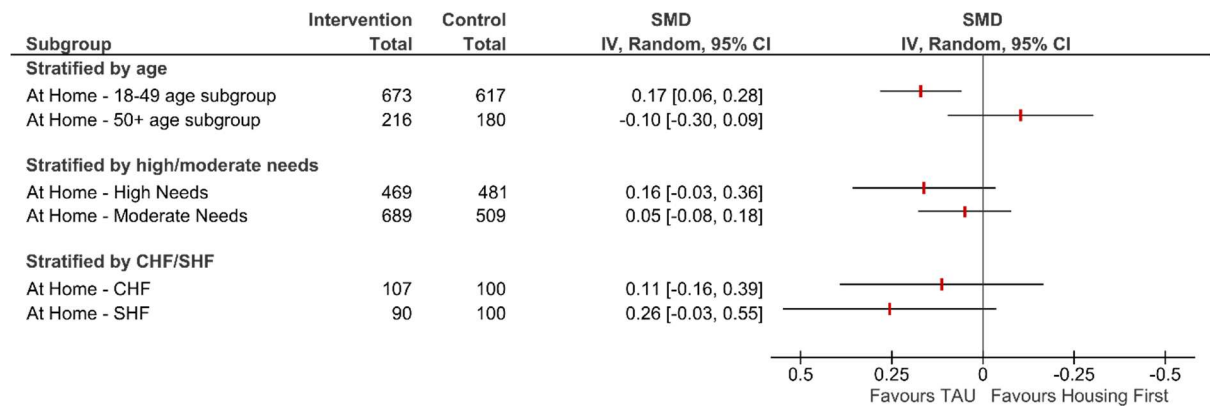 Intervention Control SMD SMD
Subgroup Total Total IV, Random, 95% CI IV, Random, 95% CI
Stratified by age
At Home - 18-49 age subgroup 673 617 0.17 [0.06, 0.28]
At Home - 50+ age subgroup 216 180 -0.10 [-0.30, 0.09]
Stratified by high/moderate needs
At Home - High Needs 469 481 0.16 [-0.03, 0.36]
At Home - Moderate Needs 689 509 0.05 [-0.08, 0.18]
Stratified by CHF/SHF
At Home - CHF 107 100 0.11 [-0.16, 0.39]
At Home - SHF 90 100 0.26 [-0.03, 0.55]
0.5 0.25 0 -0.25 -0.5
Favours TAU Favours Housing First